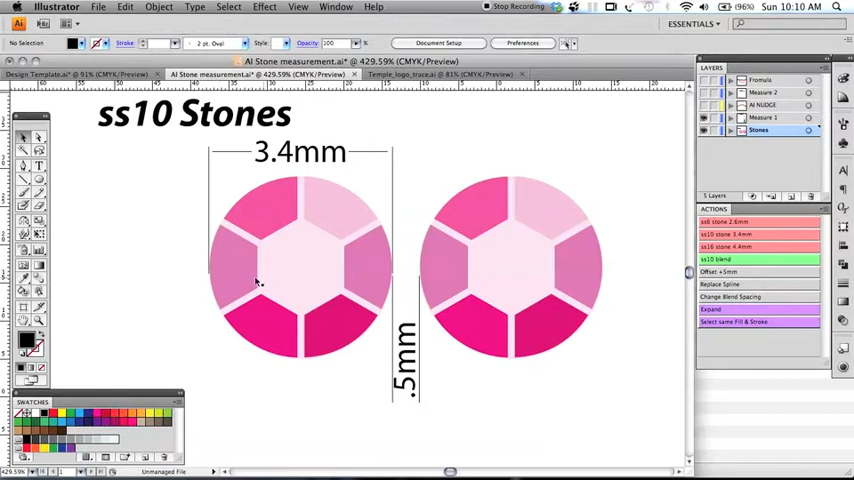 Illustrator File Edit Object Type Select Effect View Window Help Stop Recording (96%) Sun 10:10 AM
ESSENTIALS
No Selection Stroke: 2 pt. Oval Style: Opacity: 100 % Document Setup Preferences
AI Stone measurement.ai* @ 429.59% (CMYK/Preview)
Design Template.ai* @ 91% (CMYK/Preview) AI Stone measurement.ai* @ 429.59% (CMYK/Preview) Temple_logo_trace.ai @ 81% (CMYK/Preview)
ss10 Stones
3.4mm
.5mm
LAYERS
Fromula
Measure 2
AI NUDGE
Measure 1
Stones
5 Layers
ACTIONS
ss6 stone 2.6mm
ss10 stone 3.4mm
ss16 stone 4.4mm
ss10 blend
Offset +5mm
Replace Spline
Change Blend Spacing
Expand
Select same Fill & Stroke
SWATCHES
429.59% 1 Unmanaged File